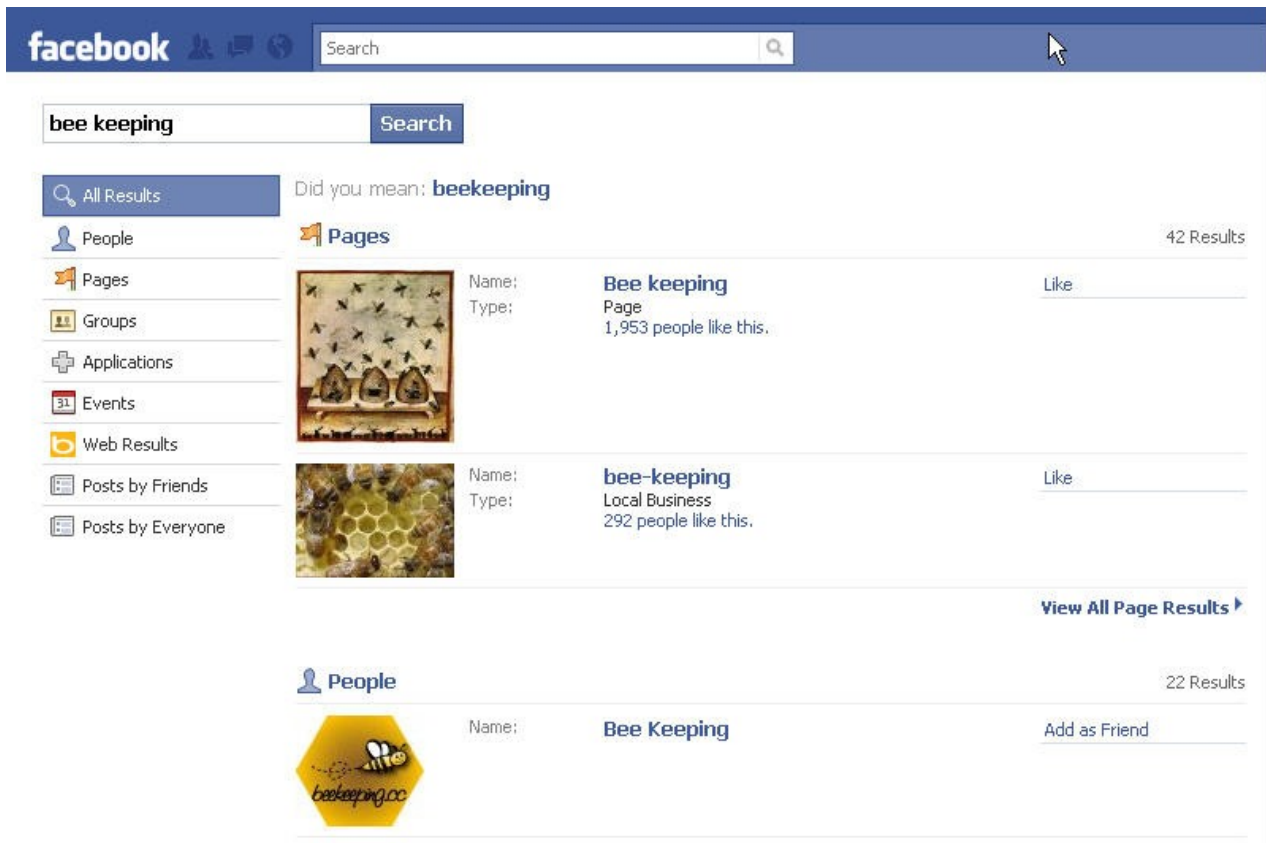 facebook
Search
bee keeping
Search
All Results
People
Pages
Groups
Applications
31 Events
Web Results
Posts by Friends
Posts by Everyone
Did you mean: beekeeping
Pages 42 Results
Name: Bee keeping Like
Type: Page
1,953 people like this.
Name: bee-keeping Like
Type: Local Business
292 people like this.
View All Page Results
People 22 Results
Name: Bee Keeping Add as Friend
beekeeping.cc